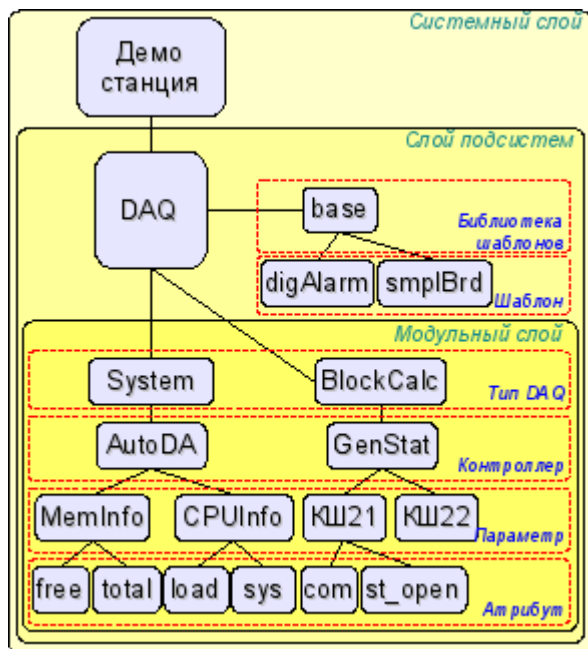 Системный слой
Демо
станция
Слой подсистем
DAQ
base
Библиотека
шаблонов
digAlarm
smplBrd
Шаблон
Модульный слой
System
BlockCalc
Тип DAQ
AutoDA
GenStat
Контроллер
MemInfo
CPUInfo
КШ21
КШ22
Параметр
free
total
load
sys
com
st_open
Атрибут